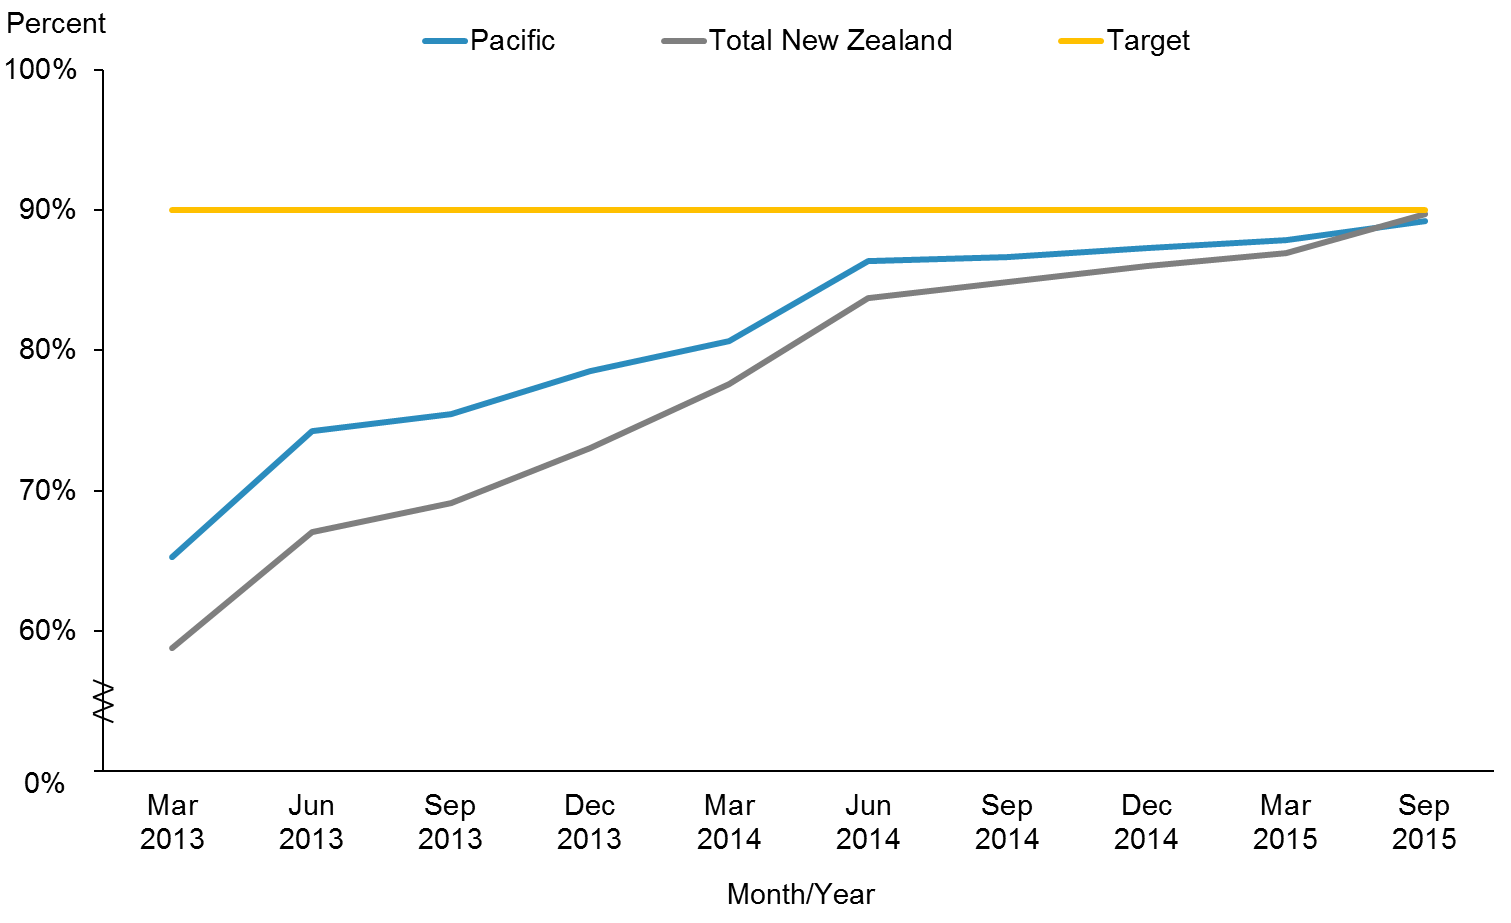 Percent
Pacific
Total New Zealand
Target
100%
90%
80%
70%
60%
0%
Mar 2013
Jun 2013
Sep 2013
Dec 2013
Mar 2014
Jun 2014
Sep 2014
Dec 2014
Mar 2015
Sep 2015
Month/Year